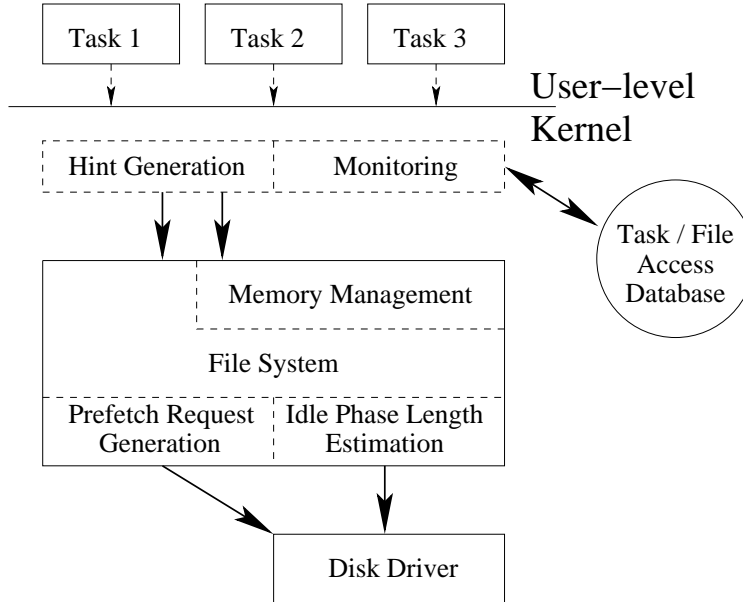 Task 1
Task 2
Task 3
User−level
Kernel
Hint Generation
Monitoring
Task / File
Access
Database
Memory Management
File System
Prefetch Request
Generation
Idle Phase Length
Estimation
Disk Driver